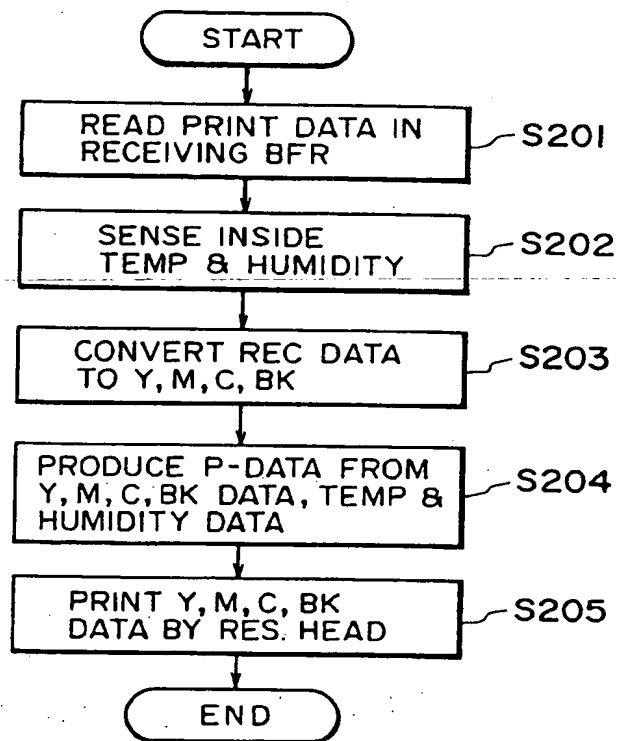 START
READ PRINT DATA IN
RECEIVING BFR
S201
SENSE INSIDE
TEMP & HUMIDITY
S202
CONVERT REC DATA
TO Y, M, C, BK
S203
PRODUCE P-DATA FROM
Y, M, C, BK DATA, TEMP &
HUMIDITY DATA
S204
PRINT Y, M, C, BK
DATA BY RES. HEAD
S205
END